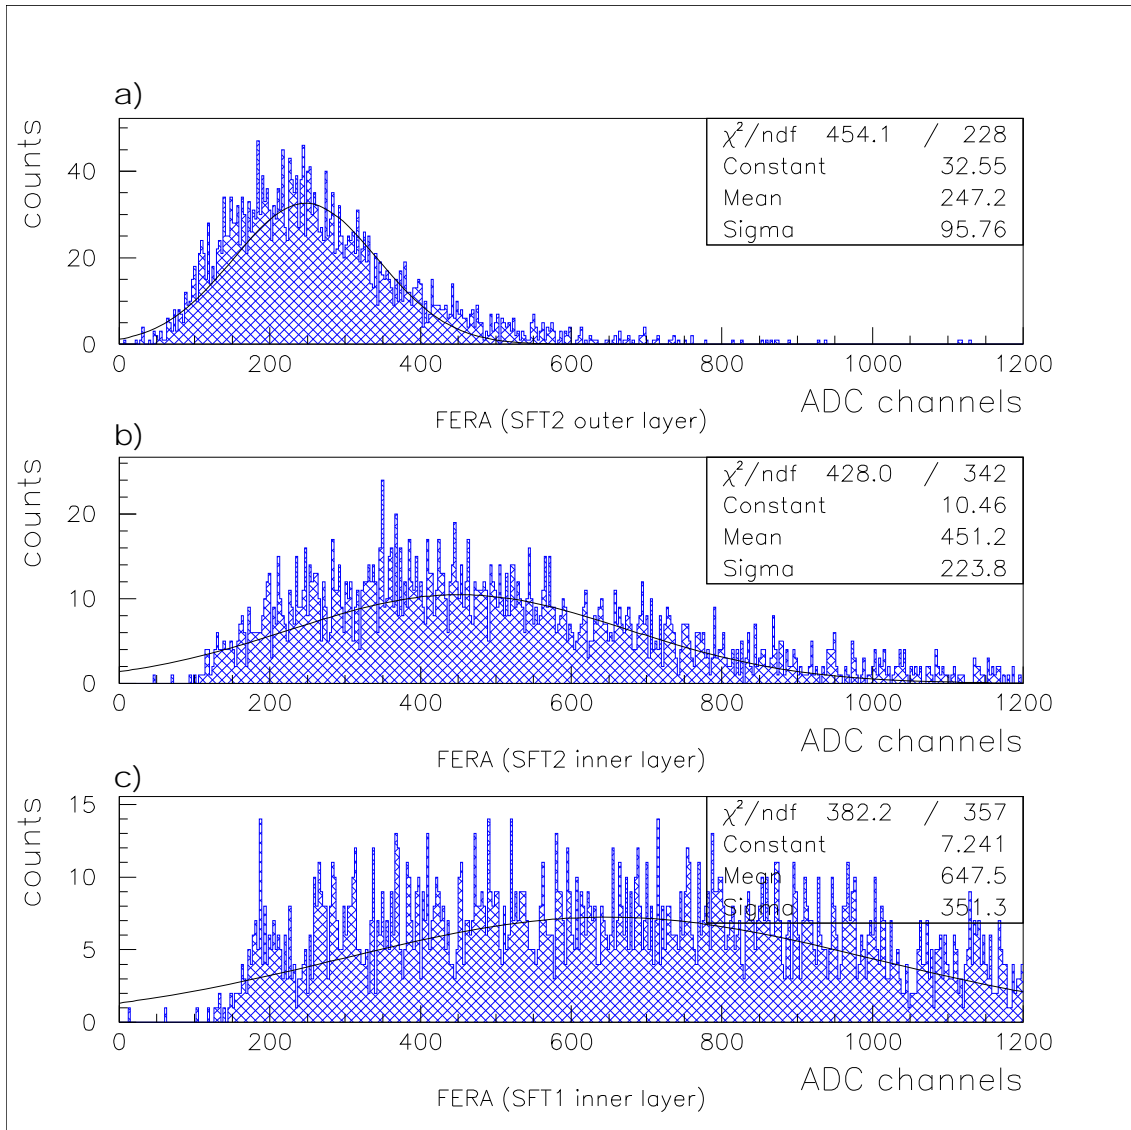 a)
counts
χ²/ndf 454.1 / 228
Constant 32.55
Mean 247.2
Sigma 95.76
40
20
0
0 200 400 600 800 1000 1200
ADC channels
FERA (SFT2 outer layer)
b)
counts
χ²/ndf 428.0 / 342
Constant 10.46
Mean 451.2
Sigma 223.8
20
10
0
0 200 400 600 800 1000 1200
ADC channels
FERA (SFT2 inner layer)
c)
counts
χ²/ndf 382.2 / 357
Constant 7.241
Mean 647.5
Sigma 351.3
15
10
5
0
0 200 400 600 800 1000 1200
ADC channels
FERA (SFT1 inner layer)